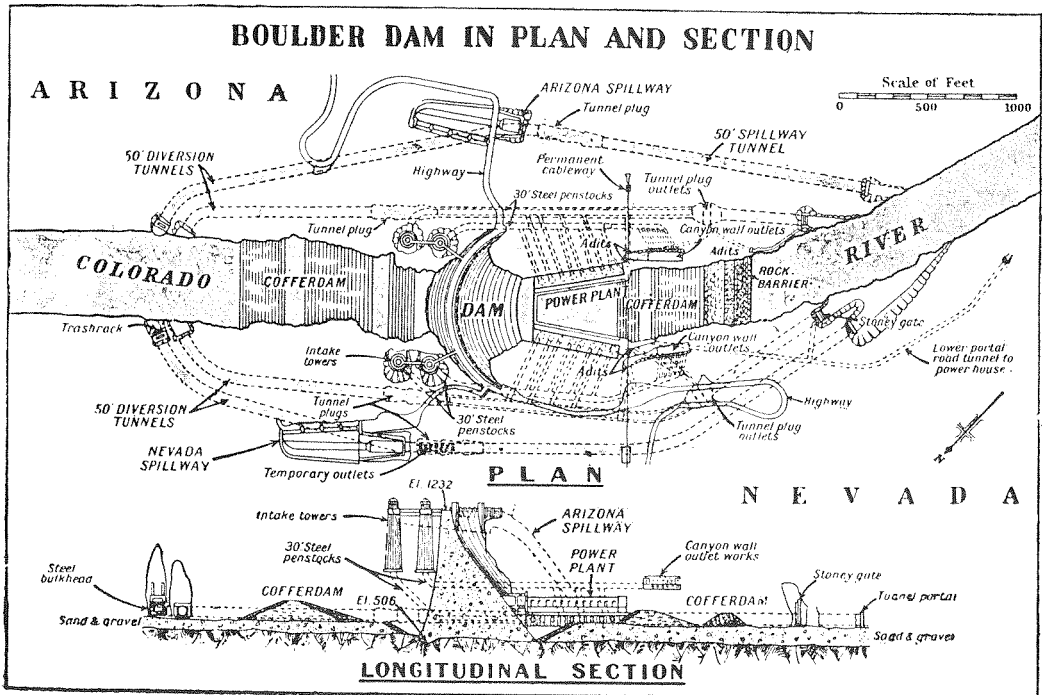 BOULDER DAM IN PLAN AND SECTION
ARIZONA
Scale of Feet
0 500 1000
ARIZONA SPILLWAY
Tunnel plug
50' DIVERSION
TUNNELS
50' SPILLWAY
TUNNEL
Highway
Permanent
cableway
Tunnel plug
outlets
30' Steel penstocks
Tunnel plug
Canyon wall outlets
Adits
Adits
COLORADO
RIVER
COFFERDAM
DAM
POWER PLANT
COFFERDAM
ROCK
BARRIER
Trashrack
Stoney gate
Canyon wall
outlets
Intake
towers
Adits
Lower portal
road tunnel to
power house
50' DIVERSION
TUNNELS
Tunnel
plugs
30' Steel
penstocks
Highway
Tunnel plug
outlets
NEVADA
SPILLWAY
Temporary outlets
N
PLAN
NEVADA
El. 1232
Intake towers
ARIZONA
SPILLWAY
30' Steel
penstocks
POWER
PLANT
Canyon wall
outlet works
Steel
bulkhead
COFFERDAM
El. 506
COFFERDAM
Stoney gate
Tunnel portal
Sand & gravel
Sand & gravel
LONGITUDINAL SECTION